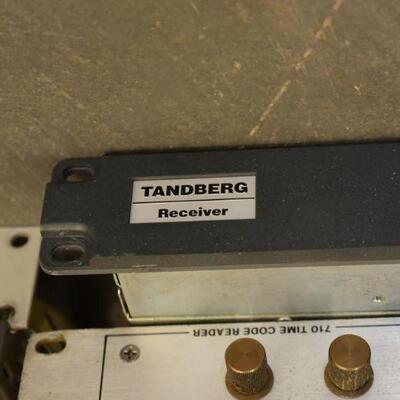 TANDBERG
Receiver
710 TIME CODE READER